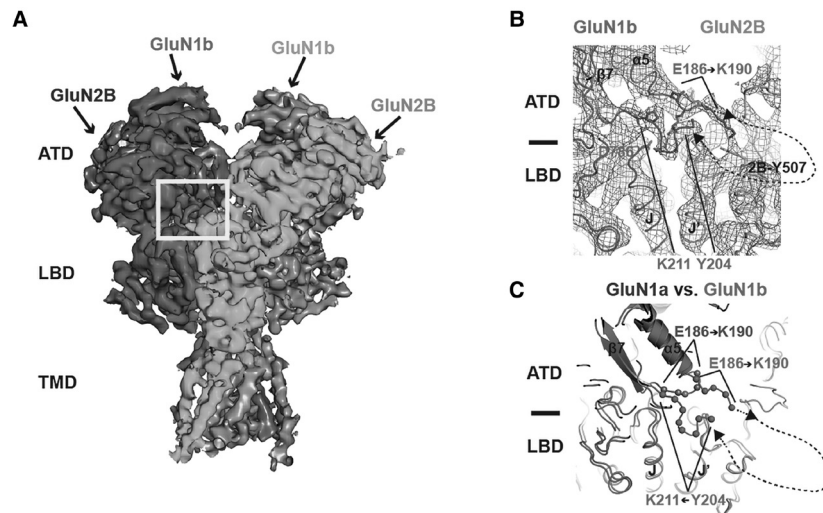 A
GluN1b
GluN1b
GluN2B
GluN2B
ATD
LBD
TMD
B
GluN1b GluN2B
β7
α5
E186→K190
ATD
LBD
2B-Y507
J
J'
K211 Y204
C
GluN1a vs. GluN1b
E186→K190
β7
α5
E186→K190
ATD
LBD
J
J'
K211←Y204